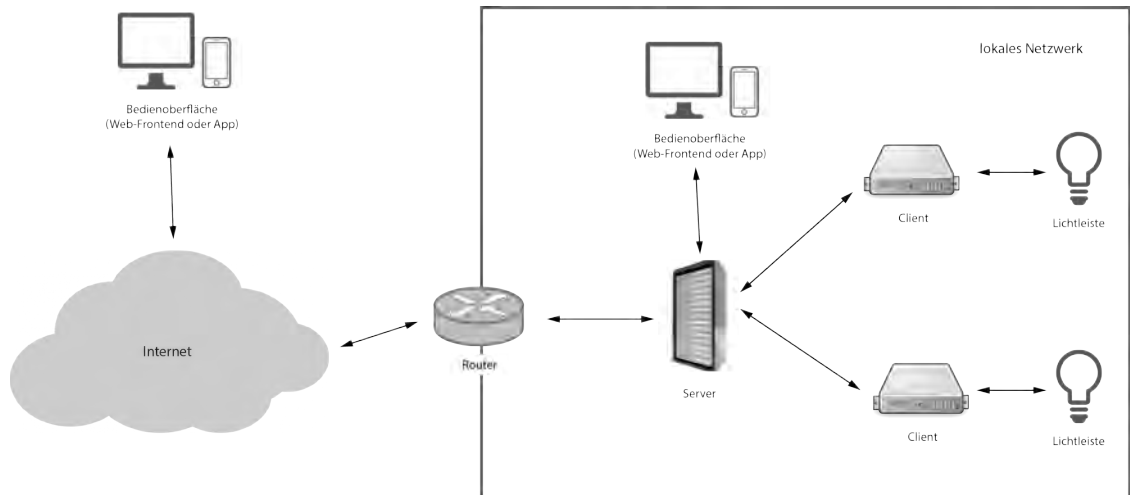 lokales Netzwerk
Bedienoberfläche
(Web-Frontend oder App)
Bedienoberfläche
(Web-Frontend oder App)
Client
Lichtleiste
Internet
Router
Server
Client
Lichtleiste